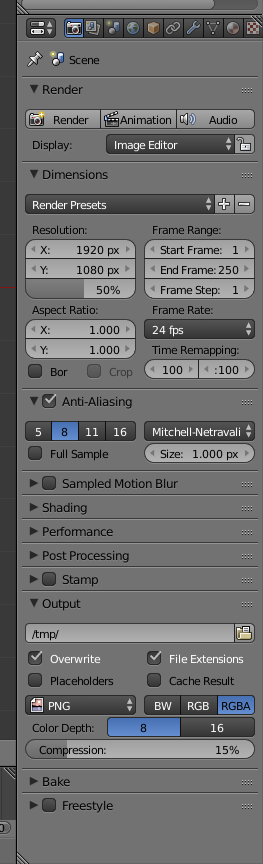 Scene
Render
Render Animation Audio
Display: Image Editor
Dimensions
Render Presets
Resolution: Frame Range:
X: 1920 px Start Frame: 1
Y: 1080 px End Frame: 250
50% Frame Step: 1
Aspect Ratio: Frame Rate:
X: 1.000 24 fps
Y: 1.000 Time Remapping:
Bor Crop 100 :100
Anti-Aliasing
5 8 11 16 Mitchell-Netravali
Full Sample Size: 1.000 px
Sampled Motion Blur
Shading
Performance
Post Processing
Stamp
Output
/tmp/
Overwrite File Extensions
Placeholders Cache Result
PNG BW RGB RGBA
Color Depth: 8 16
Compression: 15%
Bake
Freestyle